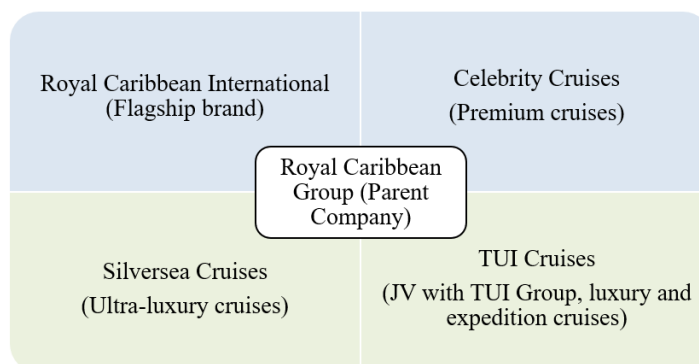 Royal Caribbean International
(Flagship brand)
Celebrity Cruises
(Premium cruises)
Royal Caribbean
Group (Parent
Company)
Silversea Cruises
(Ultra-luxury cruises)
TUI Cruises
(JV with TUI Group, luxury and
expedition cruises)